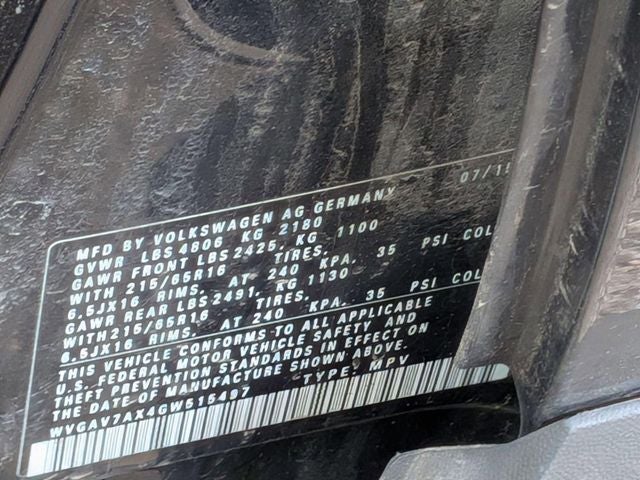 MFD BY VOLKSWAGEN AG GERMANY 07/15
GVWR LBS 4806 KG 2180
GAWR FRONT LBS 2425, KG 1100
WITH 215/65R16 TIRES,
6.5JX16 RIMS, AT 240 KPA, 35 PSI COL
GAWR REAR LBS 2491, KG 1130
WITH 215/65R16 TIRES,
6.5JX16 RIMS, AT 240 KPA, 35 PSI COL
THIS VEHICLE CONFORMS TO ALL APPLICABLE
U.S. FEDERAL MOTOR VEHICLE SAFETY AND
THEFT PREVENTION STANDARDS IN EFFECT ON
THE DATE OF MANUFACTURE SHOWN ABOVE.
WVGAV7AX4GW515497 TYPE: MPV